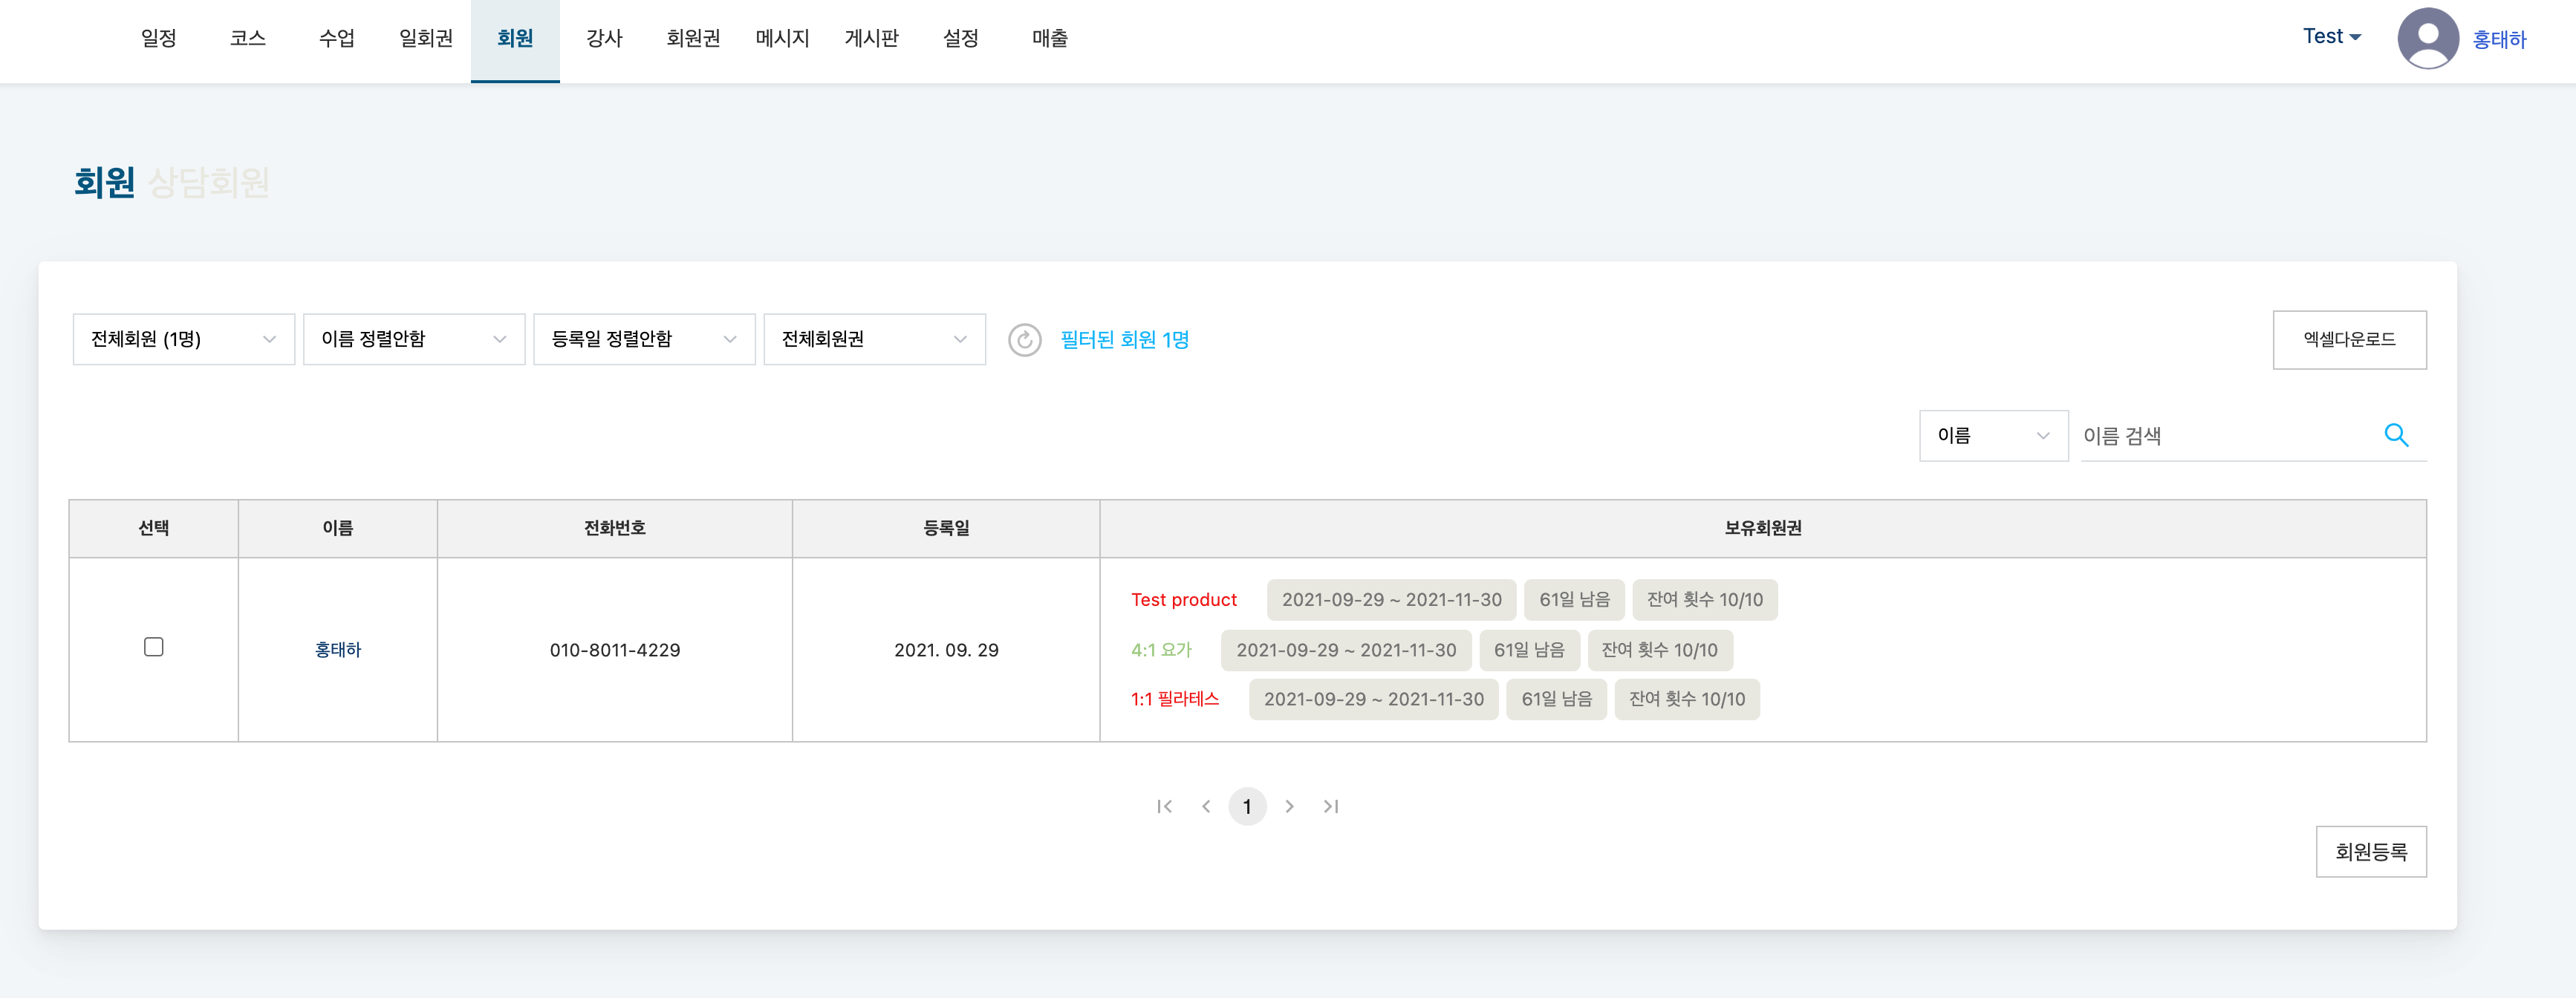 일정 코스 수업 일회권 회원 강사 회원권 메시지 게시판 설정 매출 Test 홍태하
회원 상담회원
전체회원 (1명) 이름 정렬안함 등록일 정렬안함 전체회원권 필터된 회원 1명 엑셀다운로드
이름 이름 검색
선택 이름 전화번호 등록일 보유회원권
Test product 2021-09-29 ~ 2021-11-30 61일 남음 잔여 횟수 10/10
홍태하 010-8011-4229 2021. 09. 29 4:1 요가 2021-09-29 ~ 2021-11-30 61일 남음 잔여 횟수 10/10
1:1 필라테스 2021-09-29 ~ 2021-11-30 61일 남음 잔여 횟수 10/10
1
회원등록